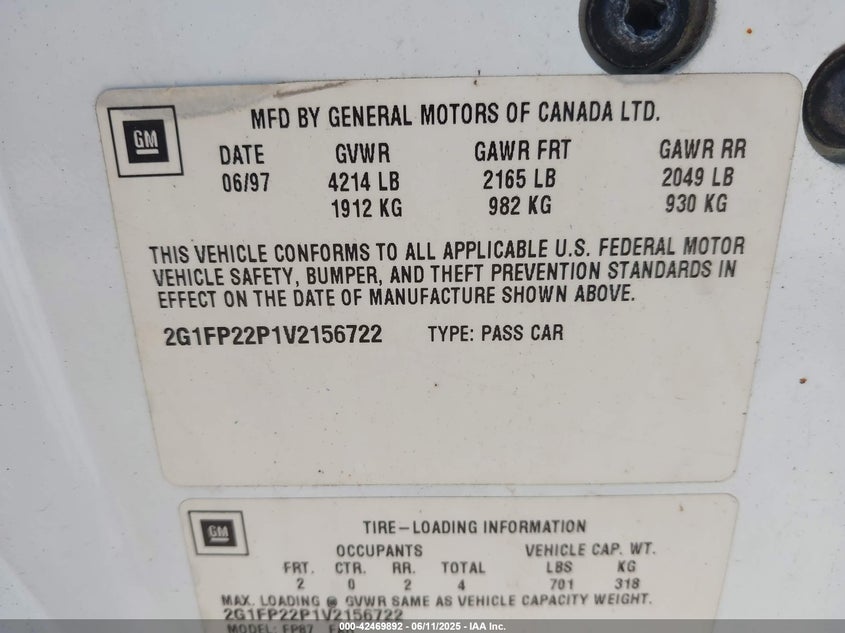 GM
MFD BY GENERAL MOTORS OF CANADA LTD.
DATE GVWR GAWR FRT GAWR RR
06/97 4214 LB 2165 LB 2049 LB
1912 KG 982 KG 930 KG
THIS VEHICLE CONFORMS TO ALL APPLICABLE U.S. FEDERAL MOTOR
VEHICLE SAFETY, BUMPER, AND THEFT PREVENTION STANDARDS IN
EFFECT ON THE DATE OF MANUFACTURE SHOWN ABOVE.
2G1FP22P1V2156722 TYPE: PASS CAR
GM
TIRE-LOADING INFORMATION
OCCUPANTS VEHICLE CAP. WT.
FRT. CTR. RR. TOTAL LBS KG
2 0 2 4 701 318
MAX. LOADING @ GVWR SAME AS VEHICLE CAPACITY WEIGHT.
2G1FP22P1V2156722
MODEL: FP87
000-42469892 - 06/11/2025 - IAA Inc.